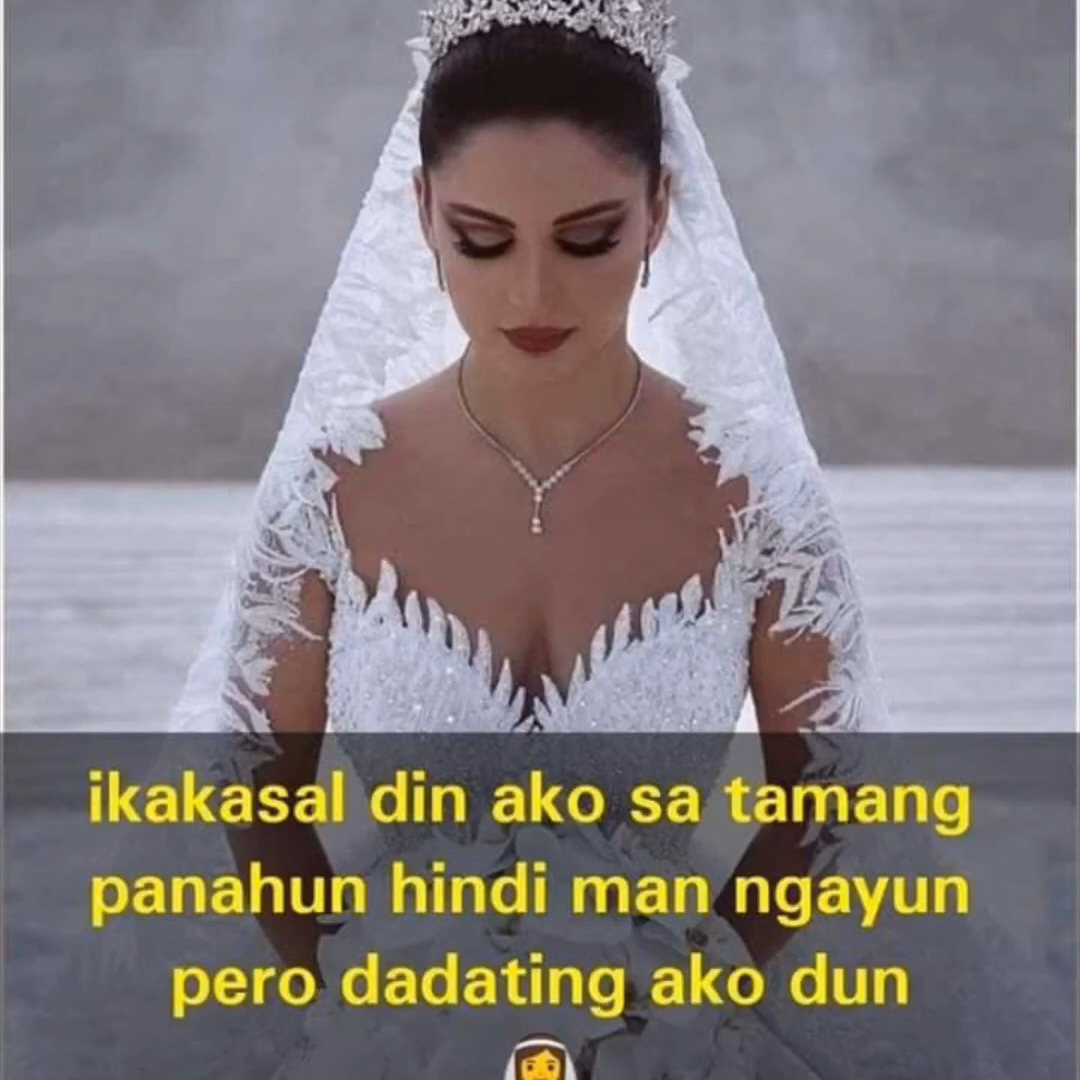 ikakasal din ako sa tamang
panahun hindi man ngayun
pero dadating ako dun